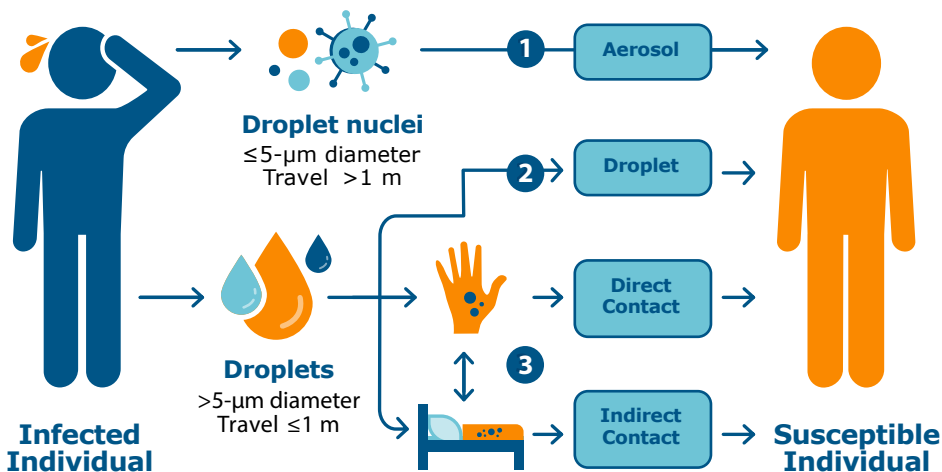 1
Aerosol
Droplet nuclei
≤5-µm diameter
Travel >1 m
2
Droplet
Direct
Contact
3
Droplets
>5-µm diameter
Travel ≤1 m
Indirect
Contact
Infected
Individual
Susceptible
Individual